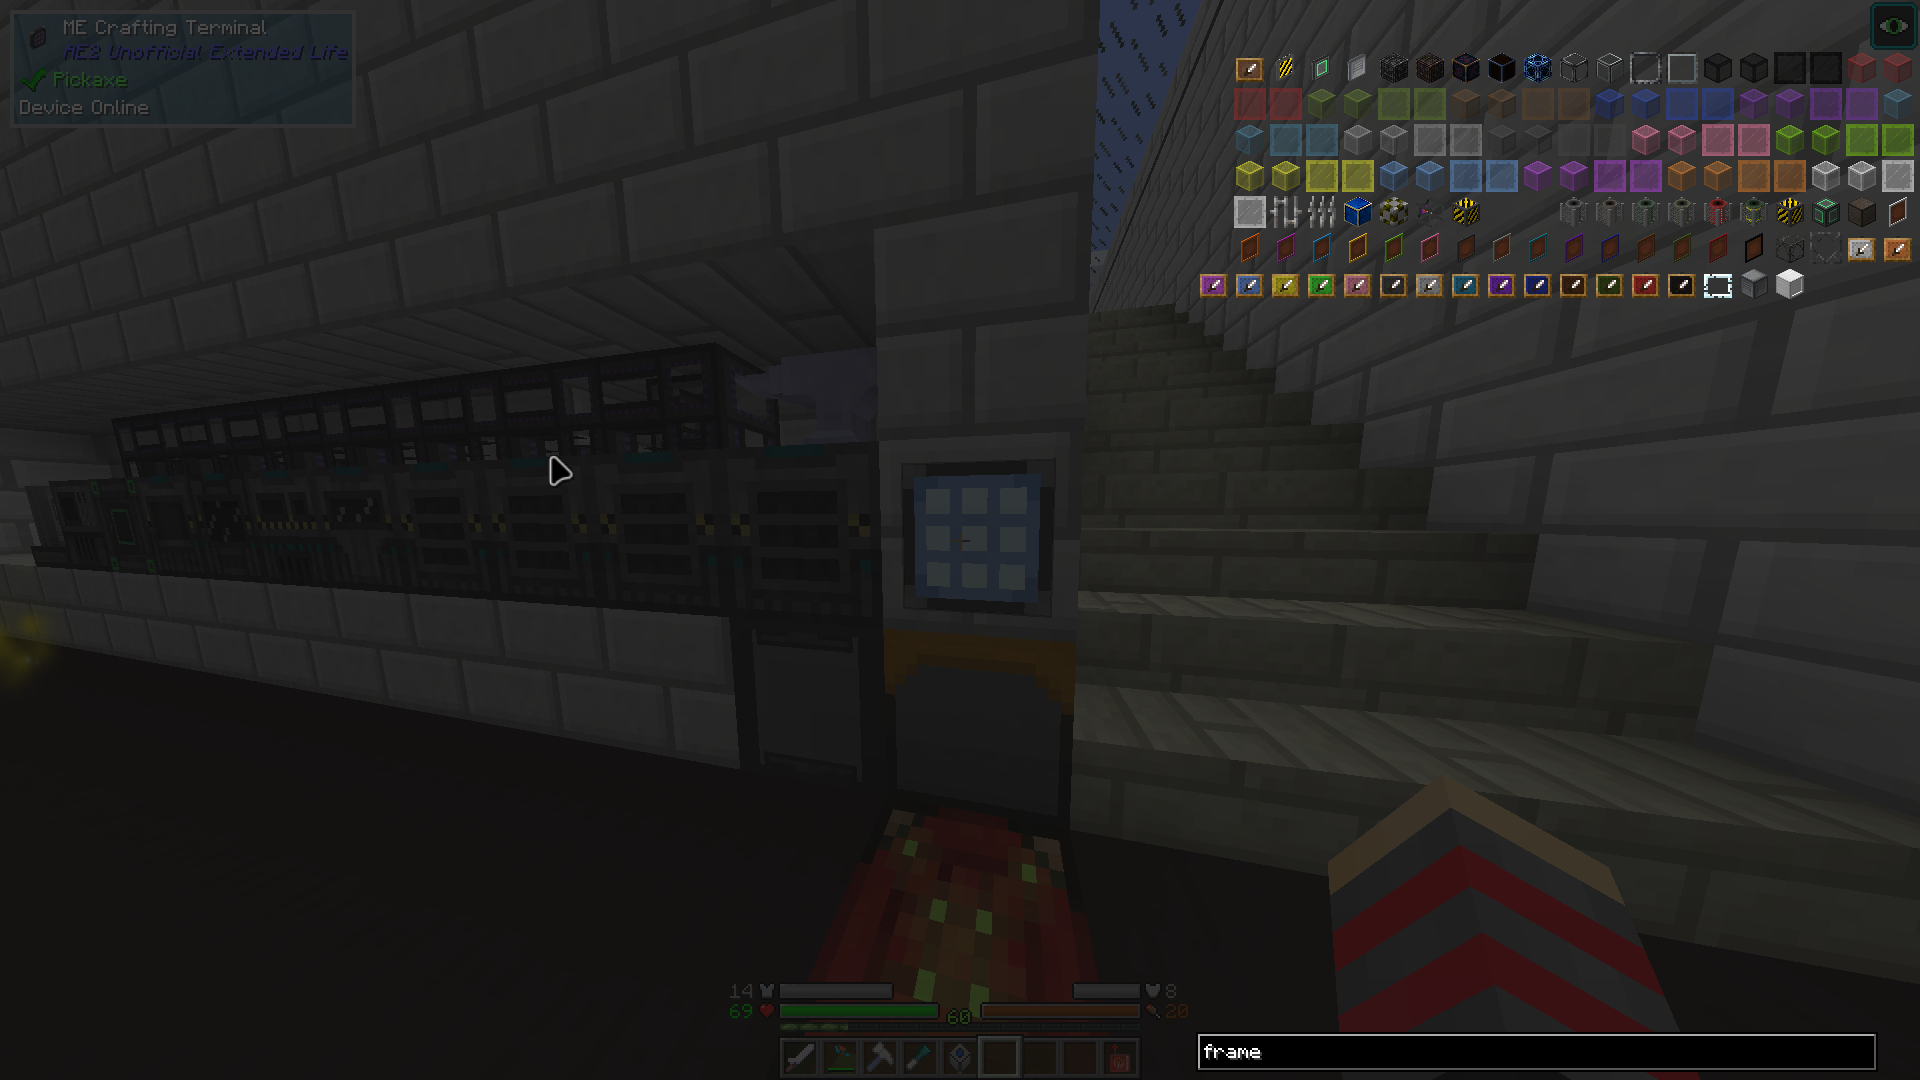 ME Crafting Terminal
AE2 Unofficial Extended Life
Pickaxe
Device Online
14
8
69
60
20
frame